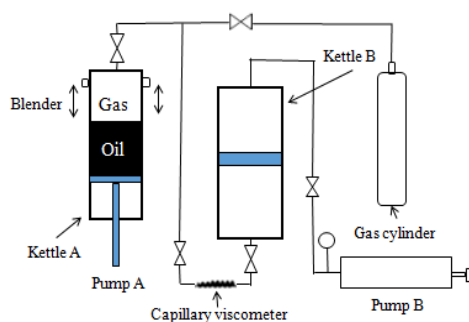 Kettle B
Blender
Gas
Oil
Kettle A
Pump A
Gas cylinder
Pump B
Capillary viscometer